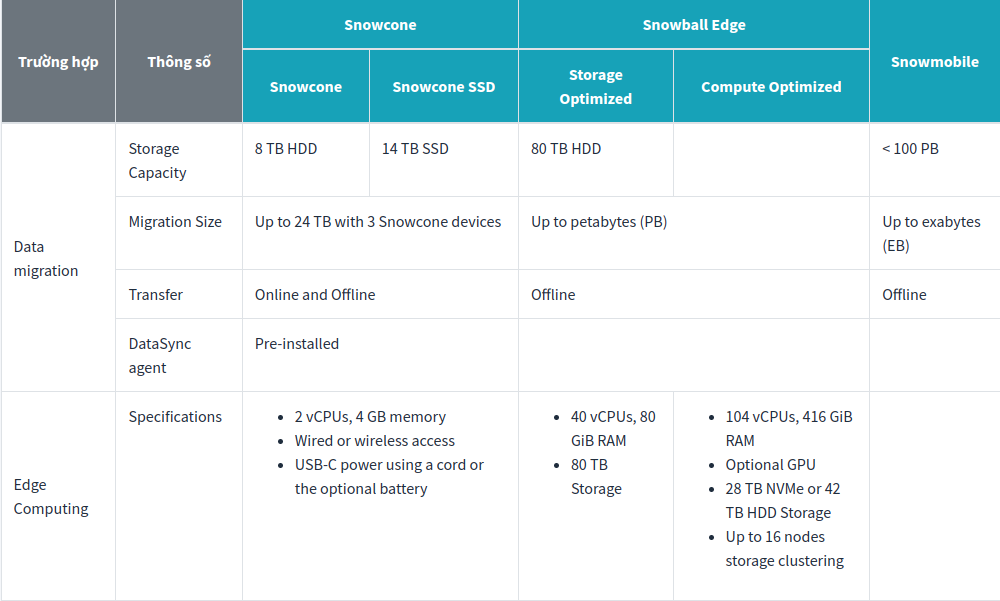 Trường hợp
Thông số
Snowcone
Snowball Edge
Snowmobile
Snowcone
Snowcone SSD
Storage
Optimized
Compute Optimized
Data
migration
Storage
Capacity
8 TB HDD
14 TB SSD
80 TB HDD
< 100 PB
Migration Size
Up to 24 TB with 3 Snowcone devices
Up to petabytes (PB)
Up to exabytes
(EB)
Transfer
Online and Offline
Offline
Offline
DataSync
agent
Pre-installed
Edge
Computing
Specifications
• 2 vCPUs, 4 GB memory
• Wired or wireless access
• USB-C power using a cord or
the optional battery
• 40 vCPUs, 80
GiB RAM
• 80 TB
Storage
• 104 vCPUs, 416 GiB
RAM
• Optional GPU
• 28 TB NVMe or 42
TB HDD Storage
• Up to 16 nodes
storage clustering